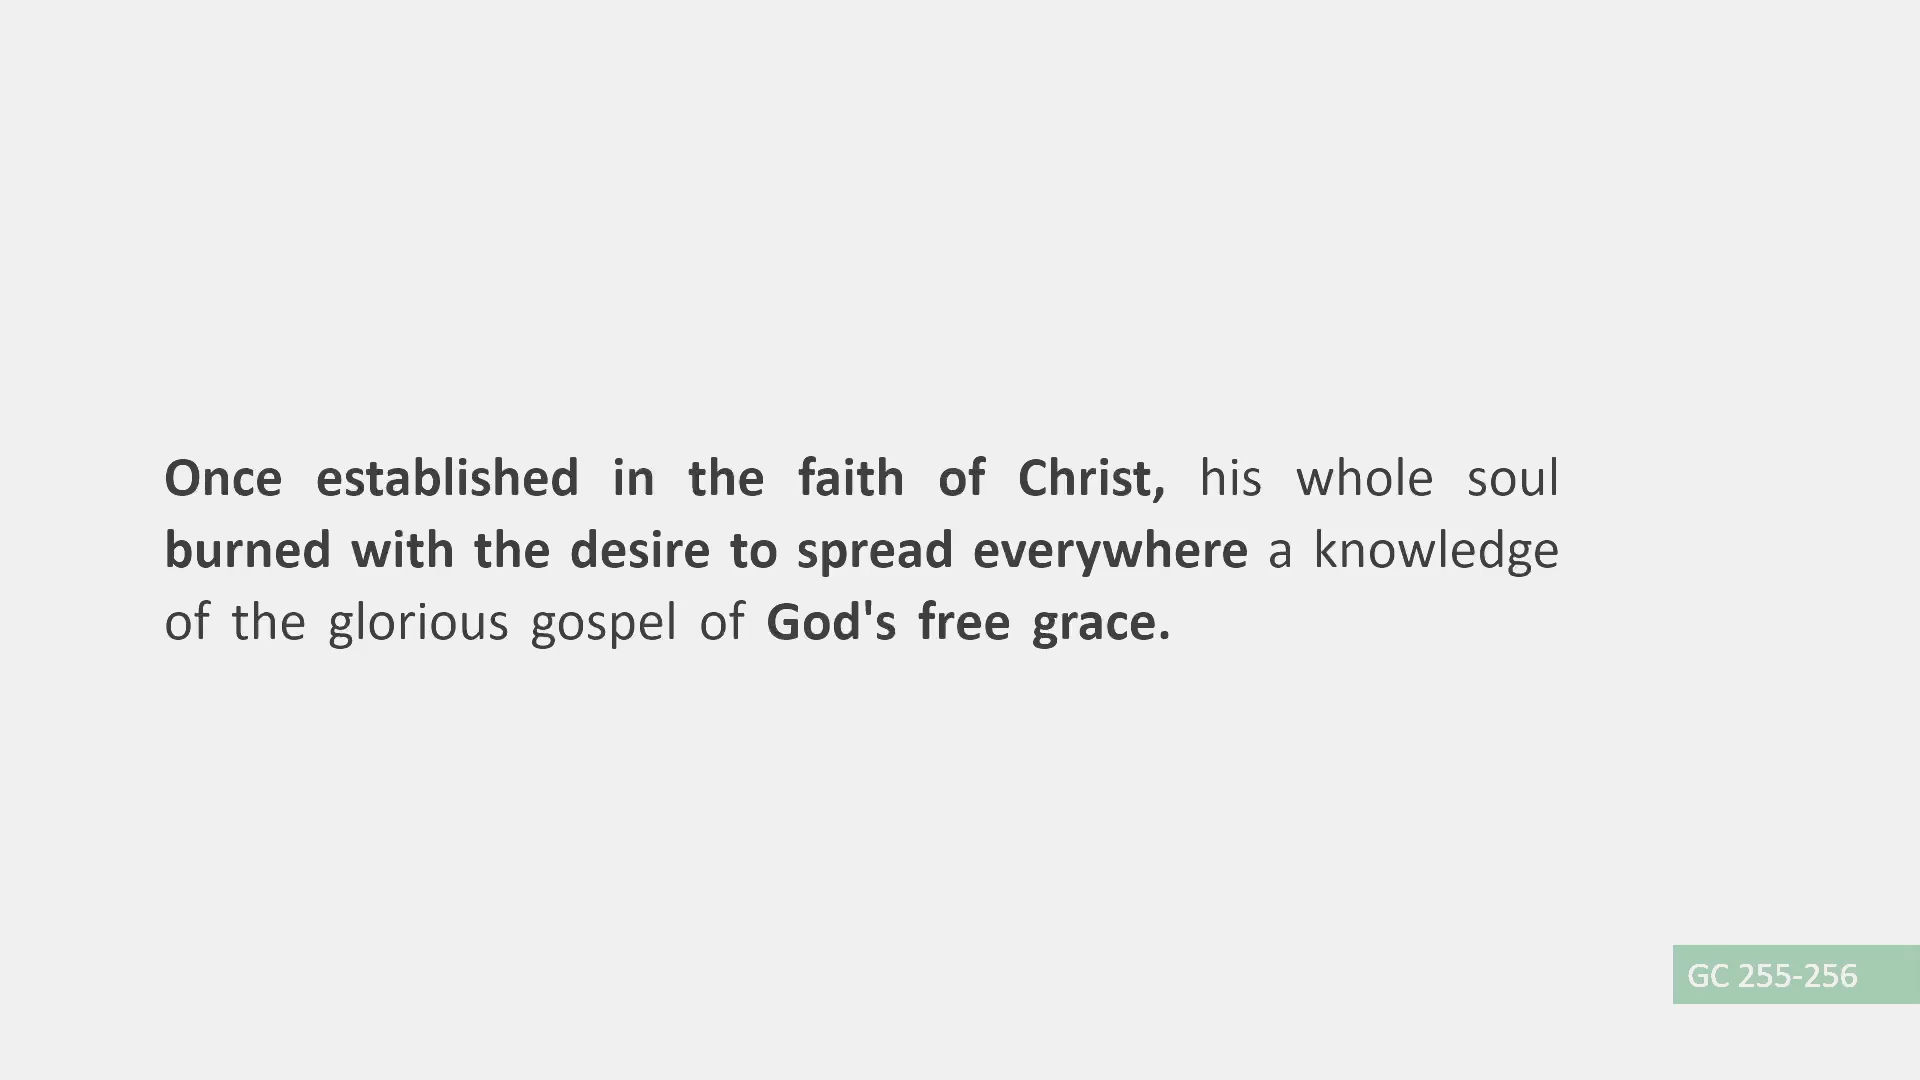 Once established in the faith of Christ, his whole soul
burned with the desire to spread everywhere a knowledge
of the glorious gospel of God's free grace.
GC 255-256